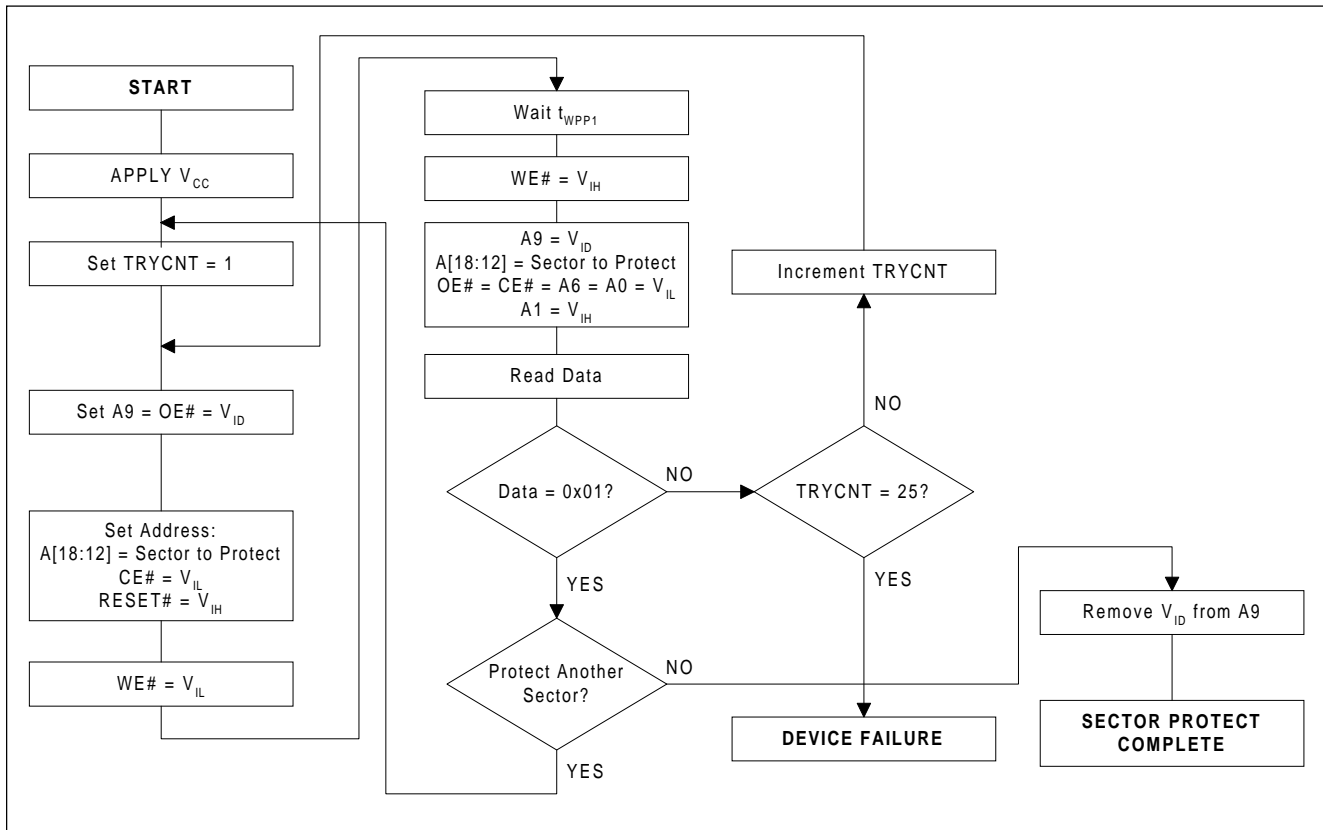 START
APPLY V_CC
Set TRYCNT = 1
Set A9 = OE# = V_ID
Set Address:
A[18:12] = Sector to Protect
CE# = V_IL
RESET# = V_IH
WE# = V_IL
Wait t_WPP1
WE# = V_IH
A9 = V_ID
A[18:12] = Sector to Protect
OE# = CE# = A6 = A0 = V_IL
A1 = V_IH
Read Data
Data = 0x01?
NO
YES
Protect Another
Sector?
NO
YES
Increment TRYCNT
NO
TRYCNT = 25?
YES
DEVICE FAILURE
Remove V_ID from A9
SECTOR PROTECT
COMPLETE